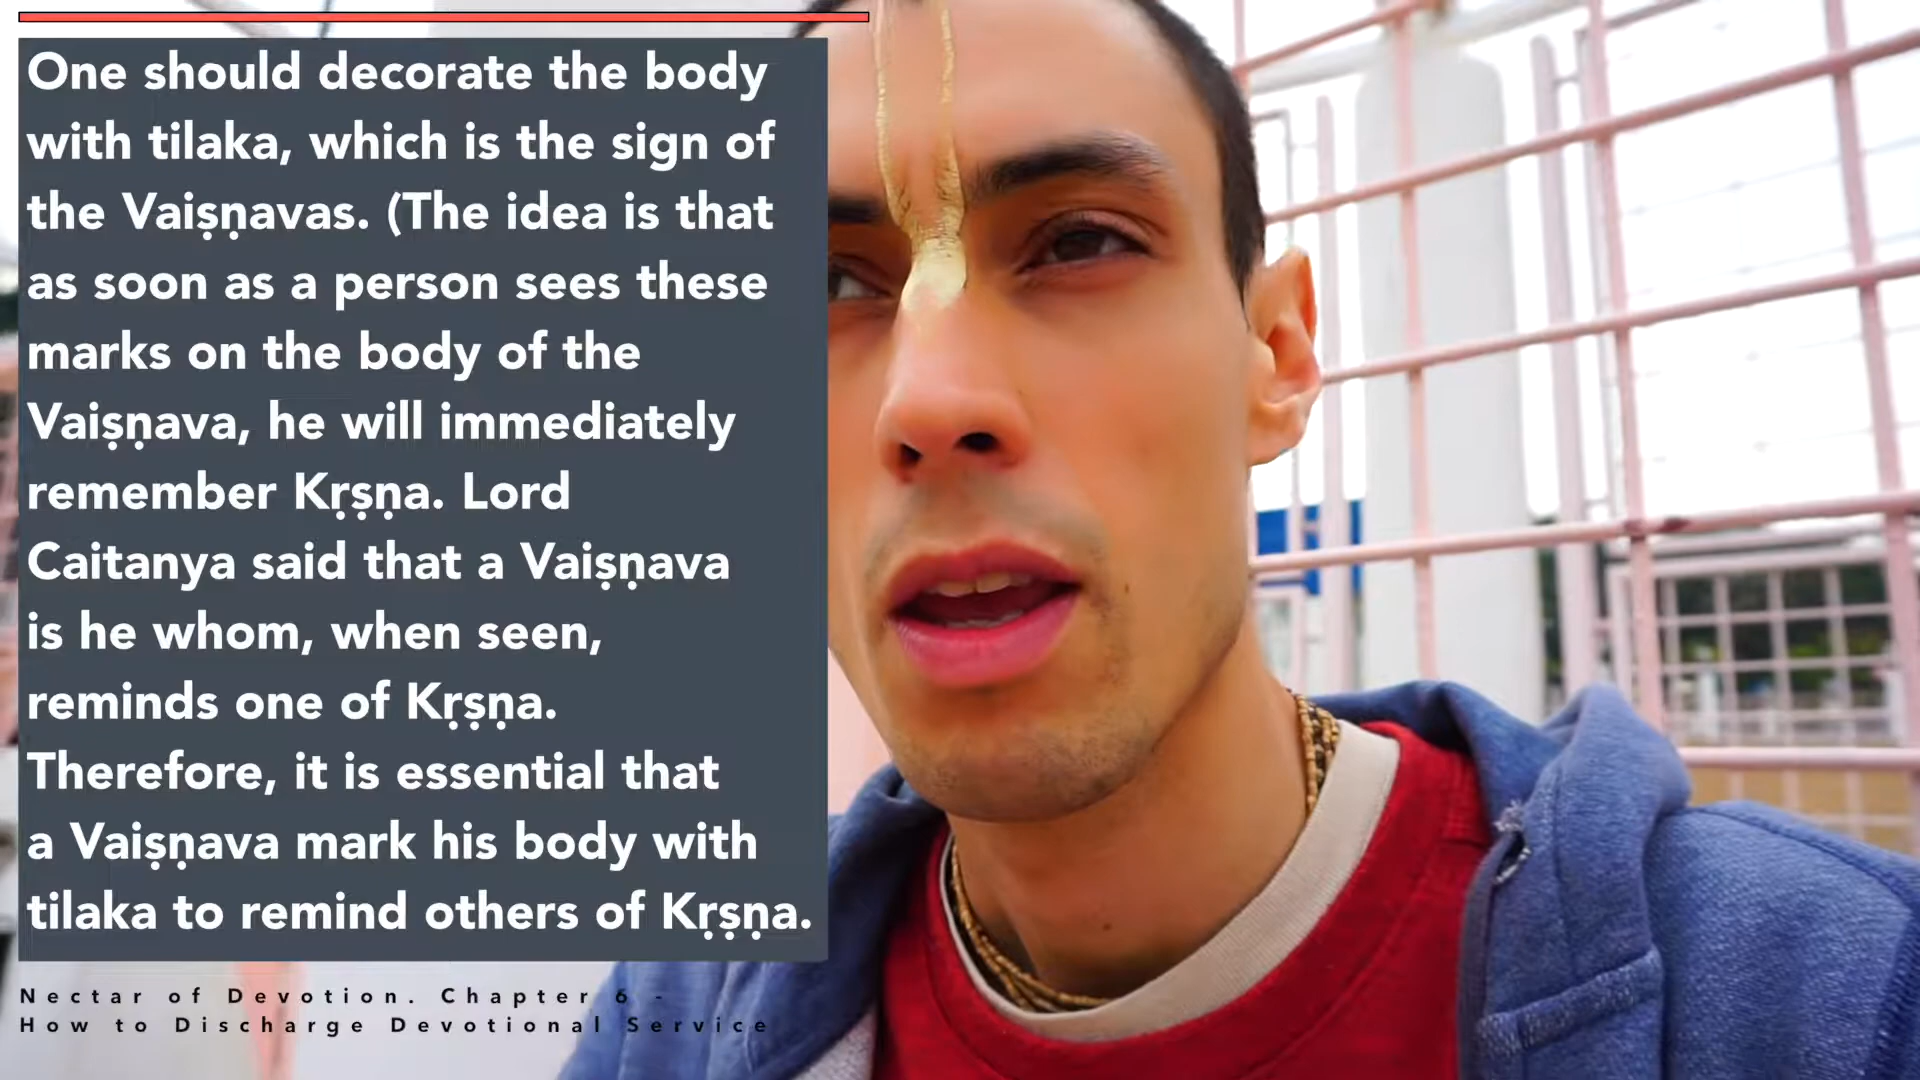 One should decorate the body
with tilaka, which is the sign of
the Vaiṣṇavas. (The idea is that
as soon as a person sees these
marks on the body of the
Vaiṣṇava, he will immediately
remember Kṛṣṇa. Lord
Caitanya said that a Vaiṣṇava
is he whom, when seen,
reminds one of Kṛṣṇa.
Therefore, it is essential that
a Vaiṣṇava mark his body with
tilaka to remind others of Kṛṣṇa.
Nectar of Devotion. Chapter 6 -
How to Discharge Devotional Service